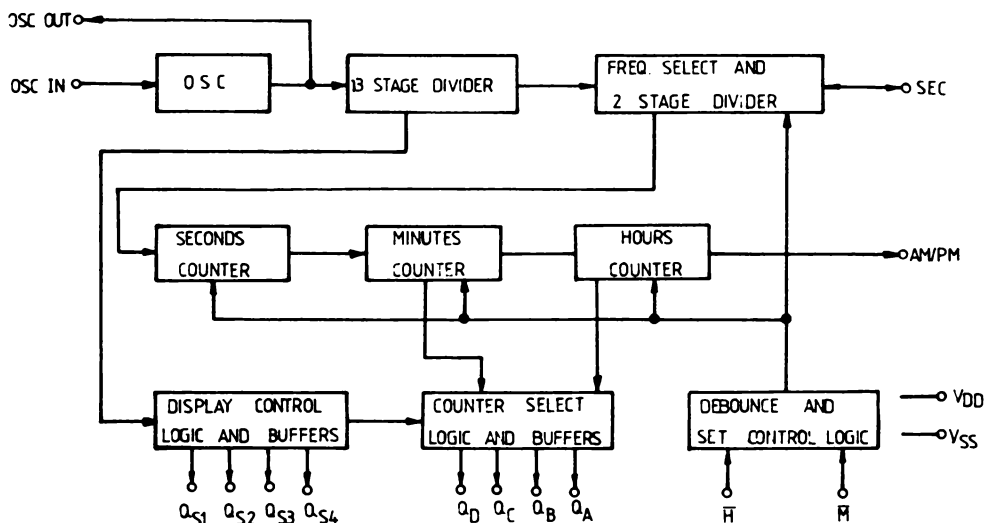 OSC OUT
OSC IN
OSC
13 STAGE DIVIDER
FREQ. SELECT AND
2 STAGE DIVIDER
SEC
SECONDS
COUNTER
MINUTES
COUNTER
HOURS
COUNTER
AM/PM
DISPLAY CONTROL
LOGIC AND BUFFERS
COUNTER SELECT
LOGIC AND BUFFERS
DEBOUNCE AND
SET CONTROL LOGIC
VDD
VSS
QS1 QS2 QS3 QS4
QD QC QB QA
H̅ M̅